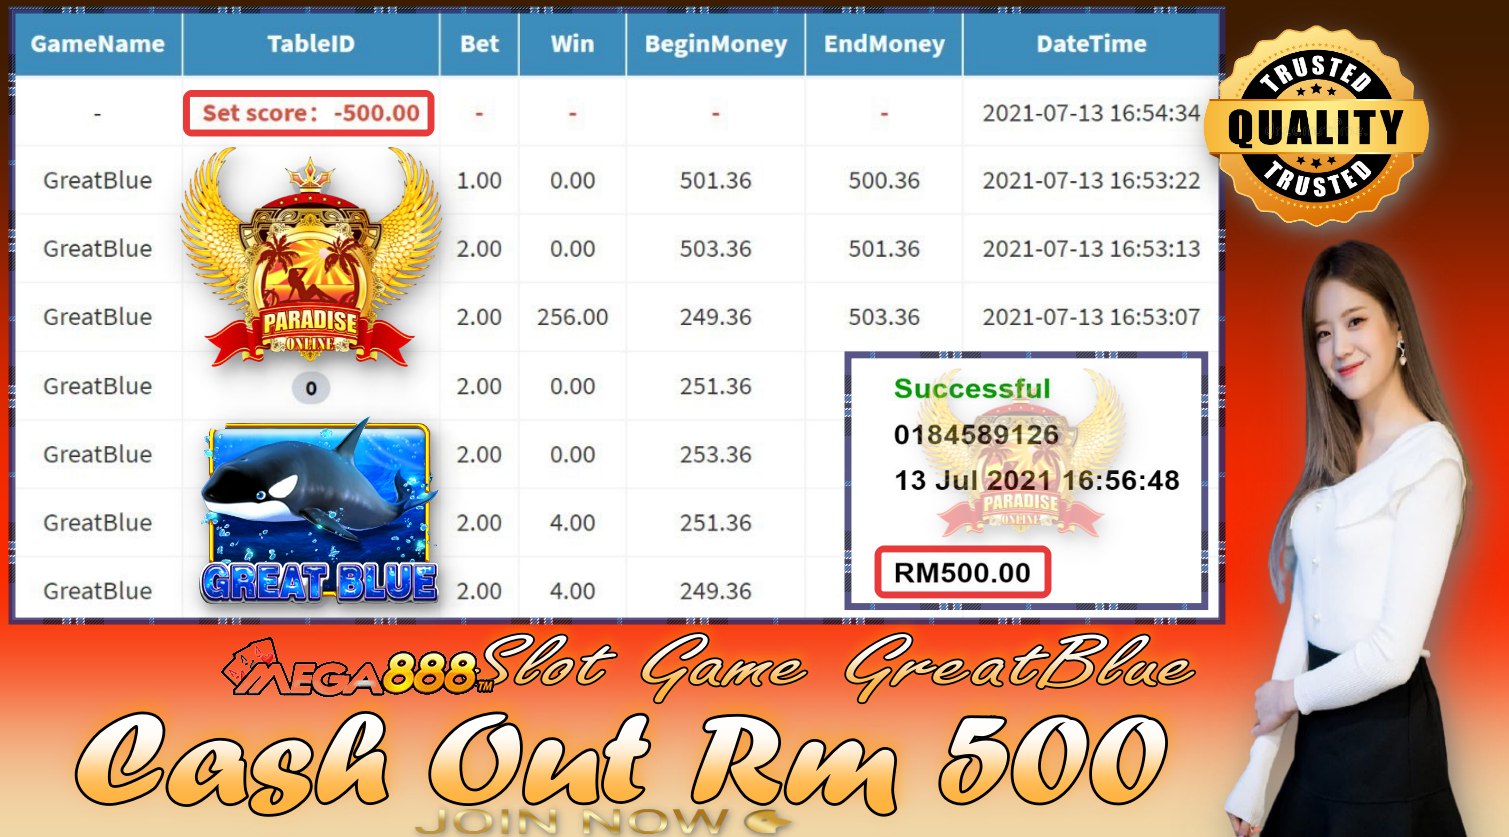 GameName TableID Bet Win BeginMoney EndMoney DateTime
- Set score: -500.00 - - - - 2021-07-13 16:54:34
GreatBlue 1.00 0.00 501.36 500.36 2021-07-13 16:53:22
GreatBlue 2.00 0.00 503.36 501.36 2021-07-13 16:53:13
GreatBlue 2.00 256.00 249.36 503.36 2021-07-13 16:53:07
GreatBlue 0 2.00 0.00 251.36
GreatBlue 2.00 0.00 253.36
GreatBlue 2.00 4.00 251.36
GreatBlue 2.00 4.00 249.36
PARADISE
ONLINE
GREAT BLUE
Successful
0184589126
13 Jul 2021 16:56:48
PARADISE
ONLINE
RM500.00
TRUSTED
QUALITY
TRUSTED
MEGA888 TM Slot Game GreatBlue
Cash Out Rm 500
JOIN NOW